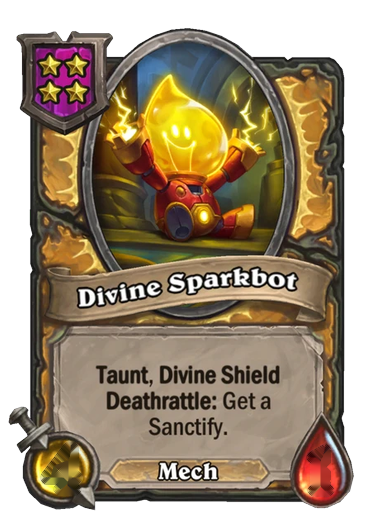 Divine Sparkbot
Taunt, Divine Shield
Deathrattle: Get a
Sanctify.
Mech